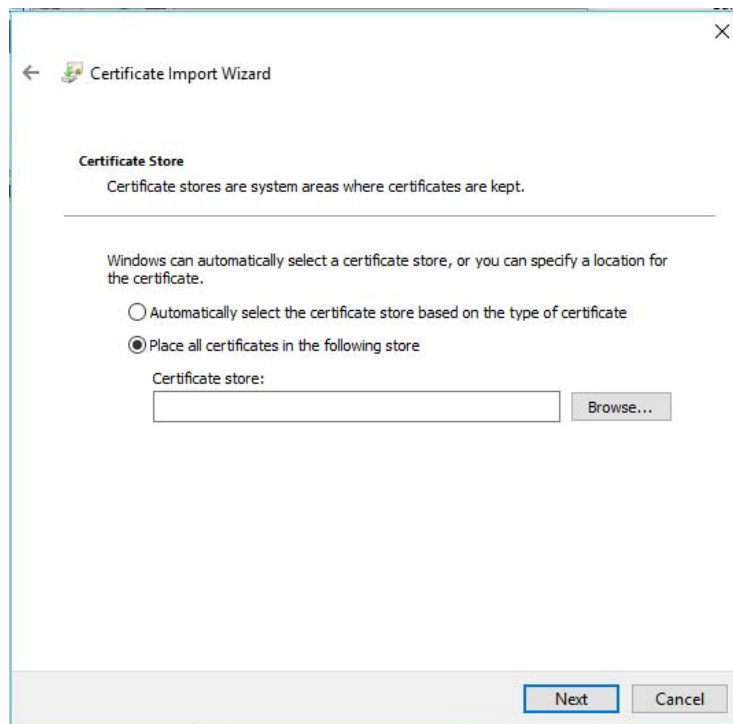 Certificate Import Wizard
Certificate Store
Certificate stores are system areas where certificates are kept.
Windows can automatically select a certificate store, or you can specify a location for
the certificate.
Automatically select the certificate store based on the type of certificate
Place all certificates in the following store
Certificate store:
Browse...
Next
Cancel